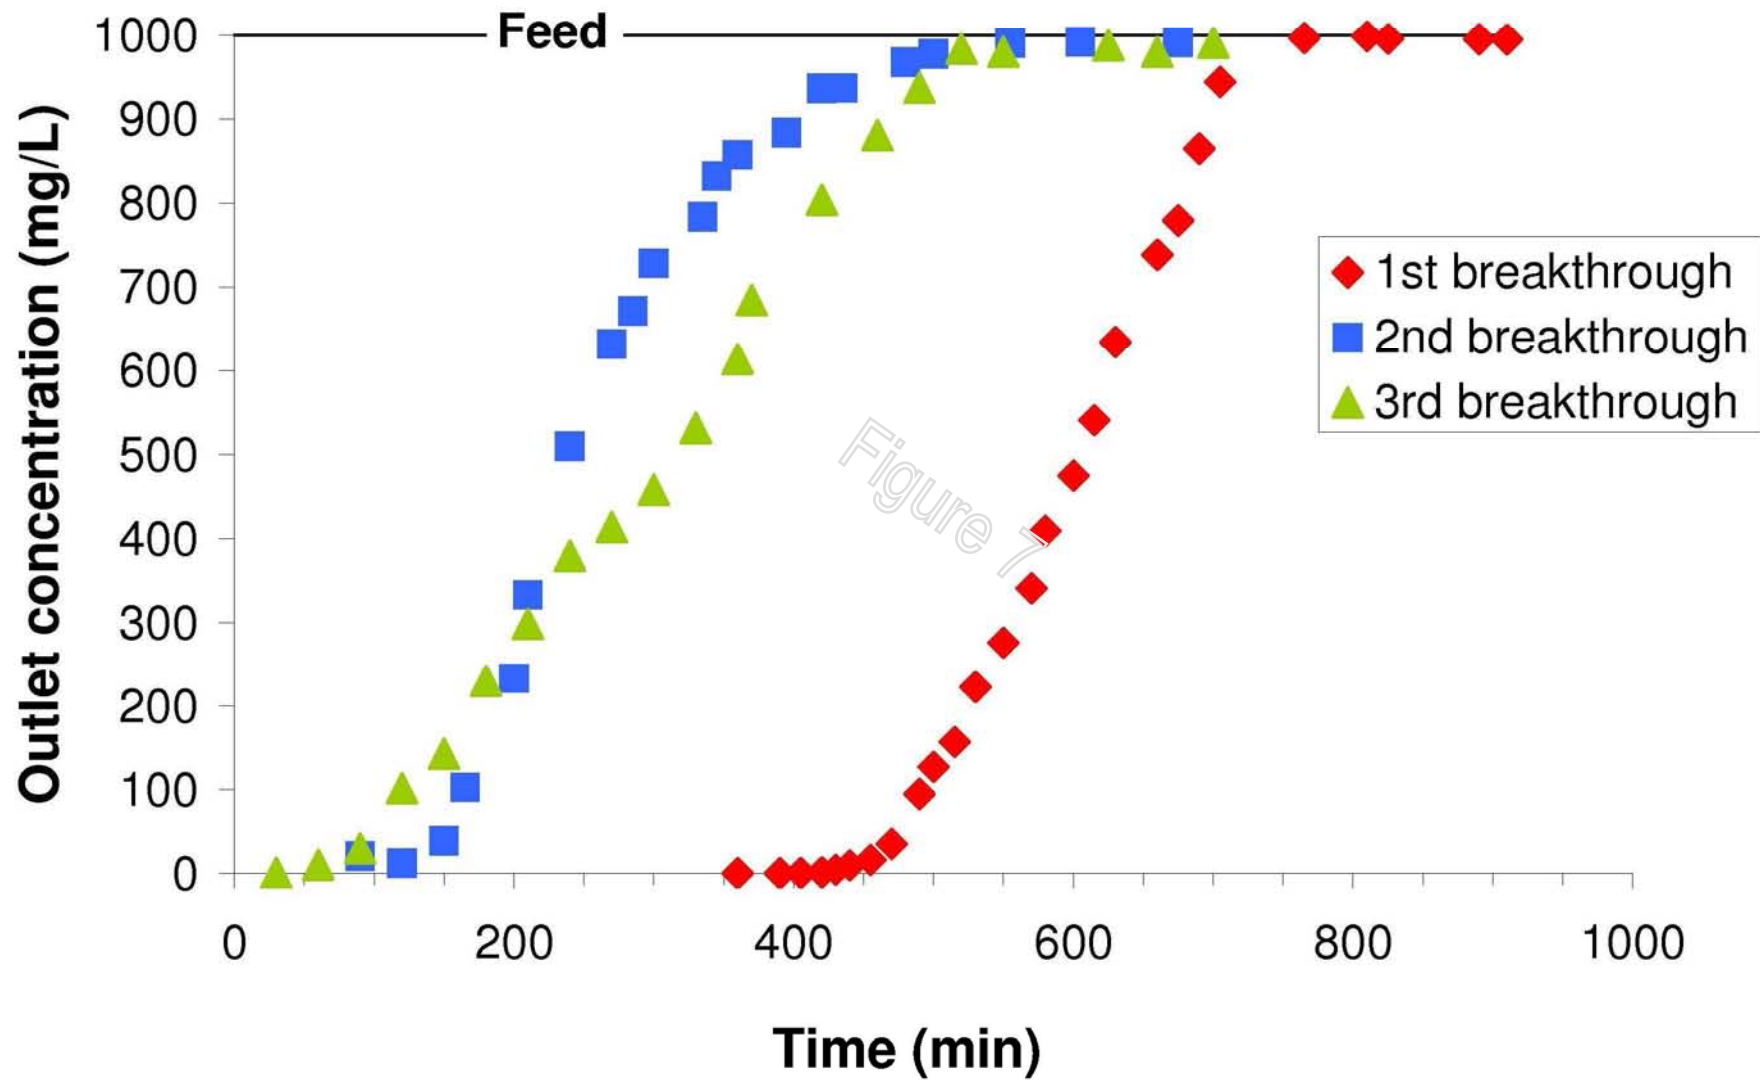 Feed
Outlet concentration (mg/L)
1000
900
800
700
600
500
400
300
200
100
0
0 200 400 600 800 1000
Time (min)
1st breakthrough
2nd breakthrough
3rd breakthrough
Figure 7